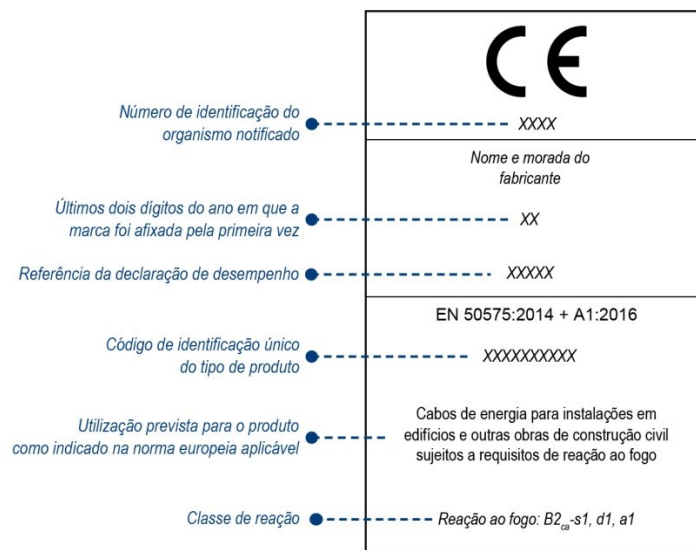 CE
Número de identificação do
organismo notificado
XXXX
Nome e morada do
fabricante
Últimos dois dígitos do ano em que a
marca foi afixada pela primeira vez
XX
Referência da declaração de desempenho
XXXXX
EN 50575:2014 + A1:2016
Código de identificação único
do tipo de produto
XXXXXXXXXX
Utilização prevista para o produto
como indicado na norma europeia aplicável
Cabos de energia para instalações em
edifícios e outras obras de construção civil
sujeitos a requisitos de reação ao fogo
Classe de reação
Reação ao fogo: B2ca-s1, d1, a1